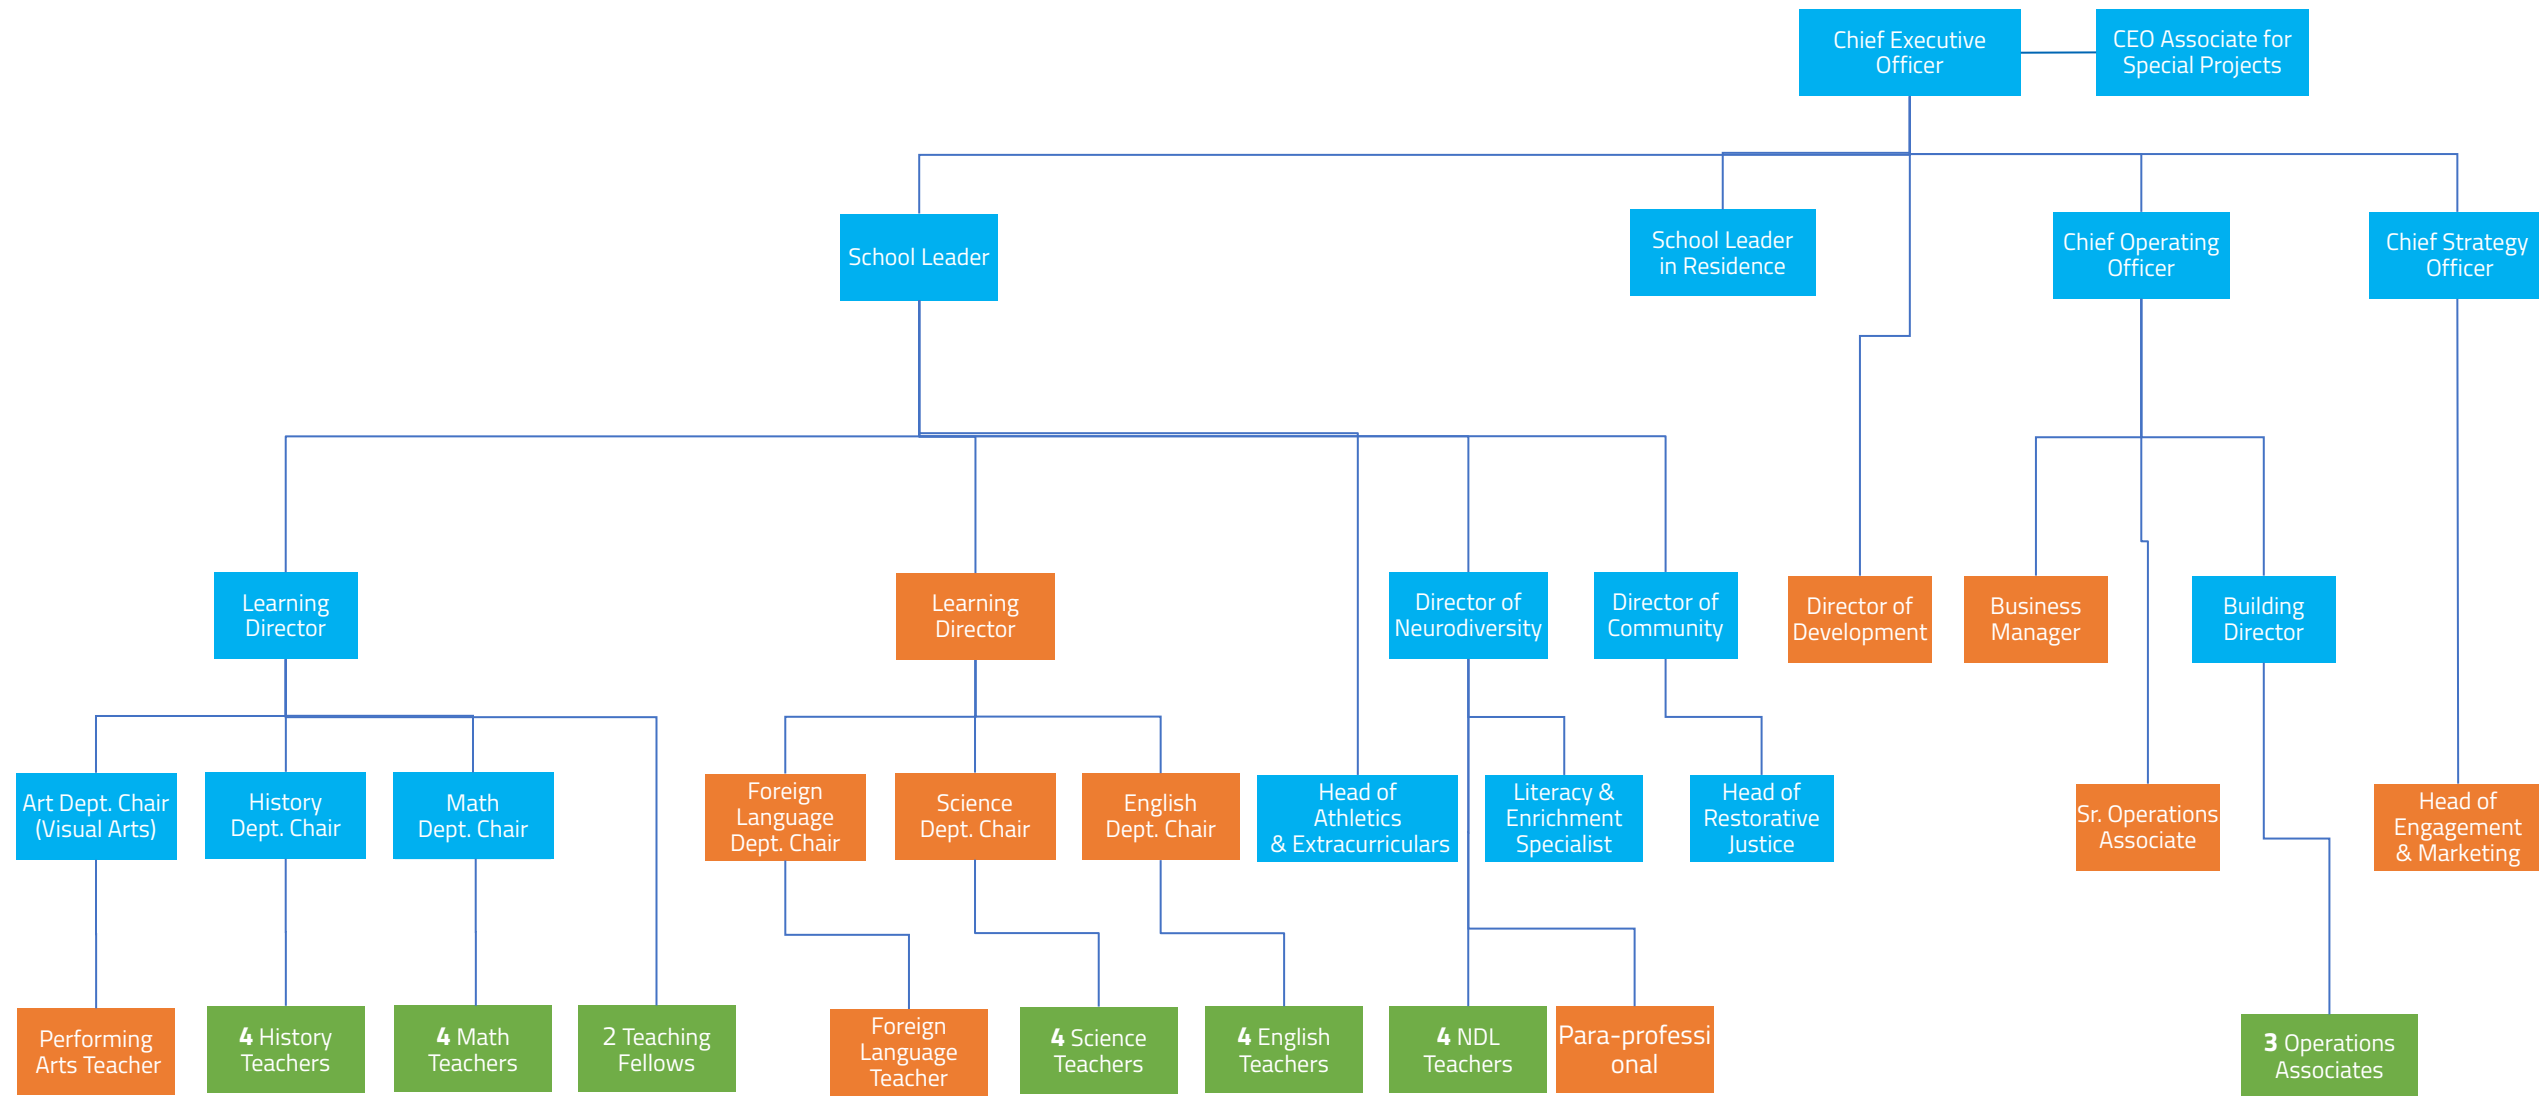 Chief Executive
Officer
CEO Associate for
Special Projects
School Leader
School Leader
in Residence
Chief Operating
Officer
Chief Strategy
Officer
Learning
Director
Learning
Director
Director of
Neurodiversity
Director of
Community
Director of
Development
Business
Manager
Building
Director
Art Dept. Chair
(Visual Arts)
History
Dept. Chair
Math
Dept. Chair
Foreign
Language
Dept. Chair
Science
Dept. Chair
English
Dept. Chair
Head of
Athletics
& Extracurriculars
Literacy &
Enrichment
Specialist
Head of
Restorative
Justice
Sr. Operations
Associate
Head of
Engagement
& Marketing
Performing
Arts Teacher
4 History
Teachers
4 Math
Teachers
2 Teaching
Fellows
Foreign
Language
Teacher
4 Science
Teachers
4 English
Teachers
4 NDL
Teachers
Para-professi
onal
3 Operations
Associates